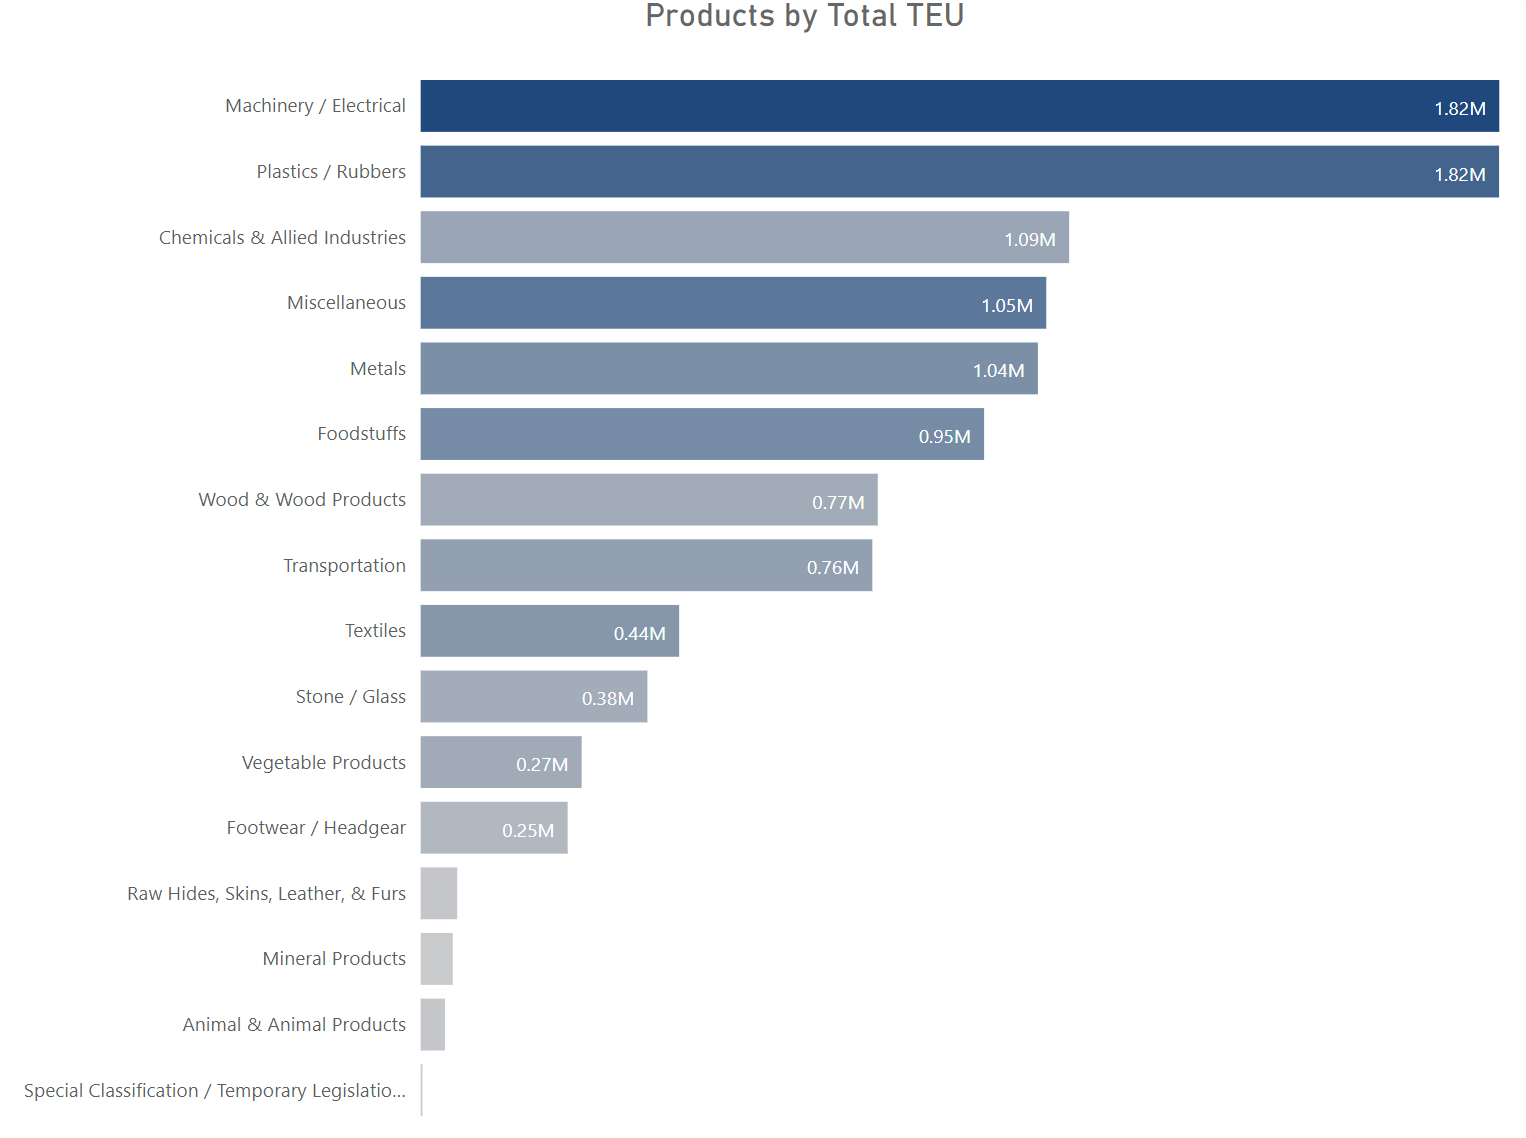 Products by Total TEU
Machinery / Electrical 1.82M
Plastics / Rubbers 1.82M
Chemicals & Allied Industries 1.09M
Miscellaneous 1.05M
Metals 1.04M
Foodstuffs 0.95M
Wood & Wood Products 0.77M
Transportation 0.76M
Textiles 0.44M
Stone / Glass 0.38M
Vegetable Products 0.27M
Footwear / Headgear 0.25M
Raw Hides, Skins, Leather, & Furs
Mineral Products
Animal & Animal Products
Special Classification / Temporary Legislatio...